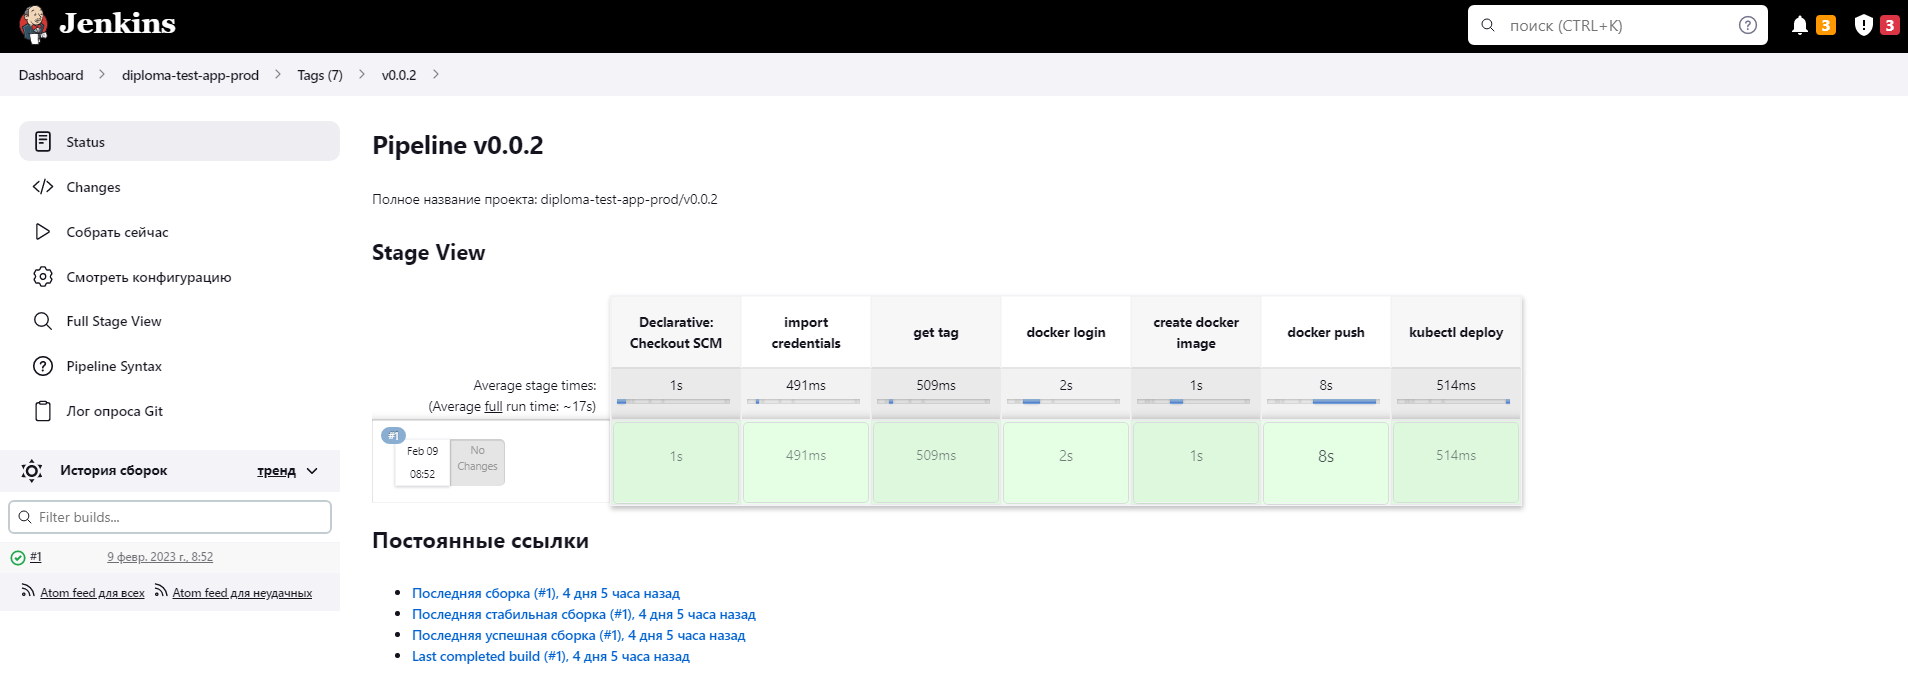 Jenkins
поиск (CTRL+K)
3
3
Dashboard
diploma-test-app-prod
Tags (7)
v0.0.2
Status
Changes
Собрать сейчас
Смотреть конфигурацию
Full Stage View
Pipeline Syntax
Лог опроса Git
История сборок
тренд
Filter builds...
#1
9 февр. 2023 г., 8:52
Atom feed для всех
Atom feed для неудачных
Pipeline v0.0.2
Полное название проекта: diploma-test-app-prod/v0.0.2
Stage View
Declarative:
Checkout SCM
import
credentials
get tag
docker login
create docker
image
docker push
kubectl deploy
Average stage times:
(Average full run time: ~17s)
1s
491ms
509ms
2s
1s
8s
514ms
#1
Feb 09
08:52
No
Changes
1s
491ms
509ms
2s
1s
8s
514ms
Постоянные ссылки
Последняя сборка (#1), 4 дня 5 часа назад
Последняя стабильная сборка (#1), 4 дня 5 часа назад
Последняя успешная сборка (#1), 4 дня 5 часа назад
Last completed build (#1), 4 дня 5 часа назад